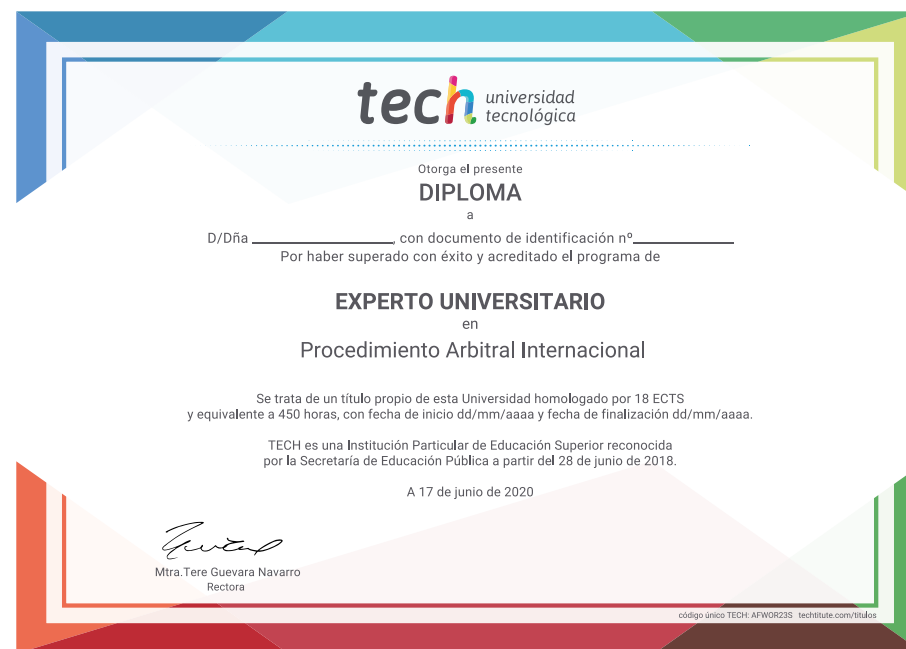 tech universidad
tecnológica
Otorga el presente
DIPLOMA
a
D/Dña ____________________, con documento de identificación nº______________
Por haber superado con éxito y acreditado el programa de
EXPERTO UNIVERSITARIO
en
Procedimiento Arbitral Internacional
Se trata de un título propio de esta Universidad homologado por 18 ECTS
y equivalente a 450 horas, con fecha de inicio dd/mm/aaaa y fecha de finalización dd/mm/aaaa.
TECH es una Institución Particular de Educación Superior reconocida
por la Secretaría de Educación Pública a partir del 28 de junio de 2018.
A 17 de junio de 2020
Mtra.Tere Guevara Navarro
Rectora
código único TECH: AFWOR23S techtitute.com/titulos